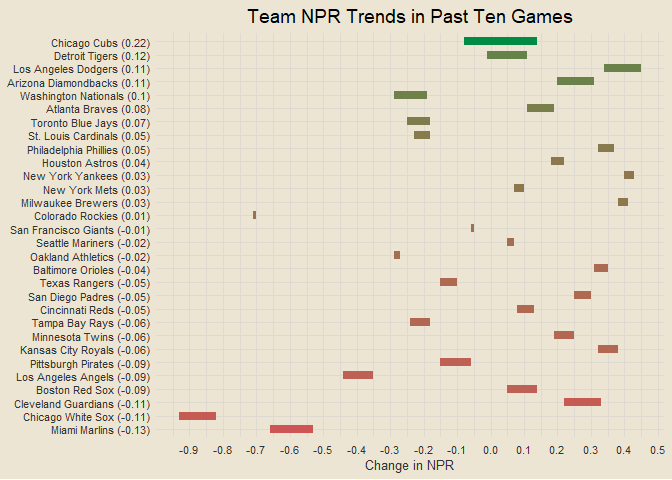 Team NPR Trends in Past Ten Games
Chicago Cubs (0.22)
Detroit Tigers (0.12)
Los Angeles Dodgers (0.11)
Arizona Diamondbacks (0.11)
Washington Nationals (0.1)
Atlanta Braves (0.08)
Toronto Blue Jays (0.07)
St. Louis Cardinals (0.05)
Philadelphia Phillies (0.05)
Houston Astros (0.04)
New York Yankees (0.03)
New York Mets (0.03)
Milwaukee Brewers (0.03)
Colorado Rockies (0.01)
San Francisco Giants (-0.01)
Seattle Mariners (-0.02)
Oakland Athletics (-0.02)
Baltimore Orioles (-0.04)
Texas Rangers (-0.05)
San Diego Padres (-0.05)
Cincinnati Reds (-0.05)
Tampa Bay Rays (-0.06)
Minnesota Twins (-0.06)
Kansas City Royals (-0.06)
Pittsburgh Pirates (-0.09)
Los Angeles Angels (-0.09)
Boston Red Sox (-0.09)
Cleveland Guardians (-0.11)
Chicago White Sox (-0.11)
Miami Marlins (-0.13)
-0.9 -0.8 -0.7 -0.6 -0.5 -0.4 -0.3 -0.2 -0.1 0.0 0.1 0.2 0.3 0.4 0.5
Change in NPR